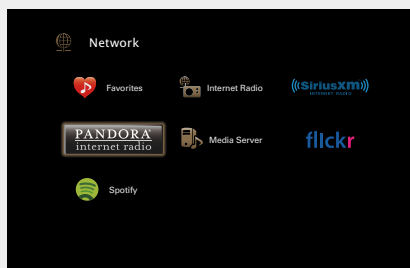 Network
Favorites
Internet Radio
((SiriusXM))
INTERNET RADIO
PANDORA®
internet radio
Media Server
flickr
Spotify